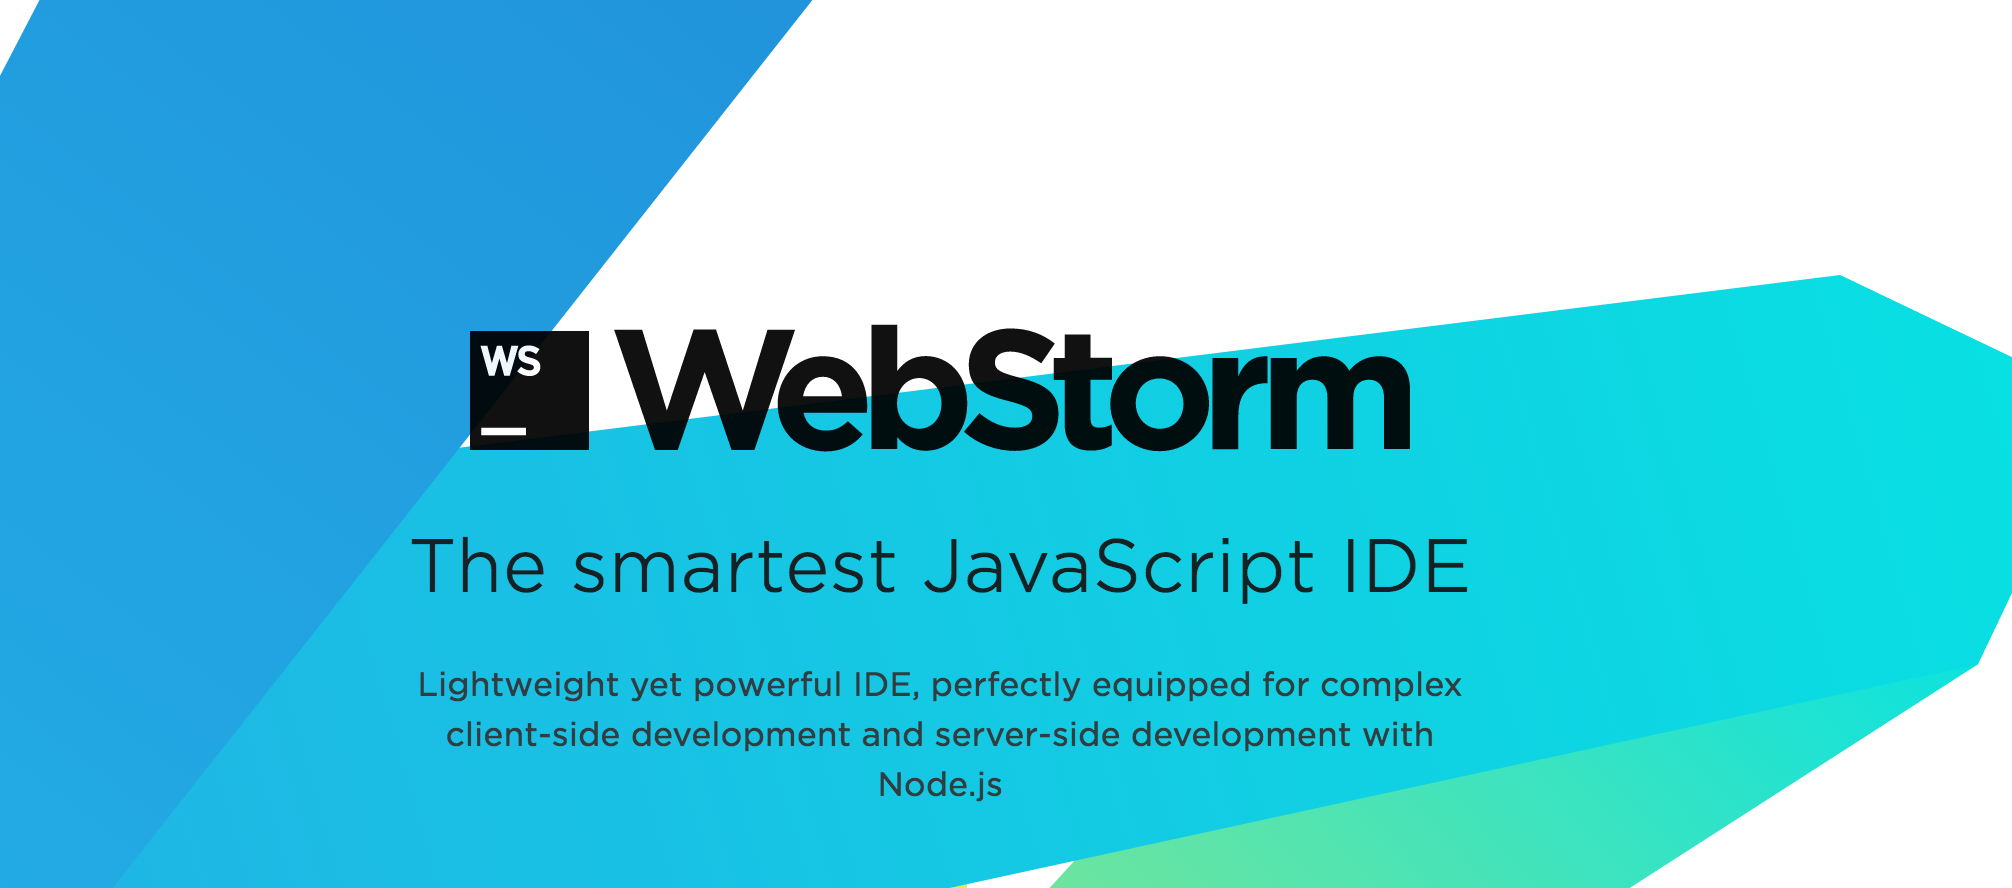 WS
WebStorm
The smartest JavaScript IDE
Lightweight yet powerful IDE, perfectly equipped for complex
client-side development and server-side development with
Node.js